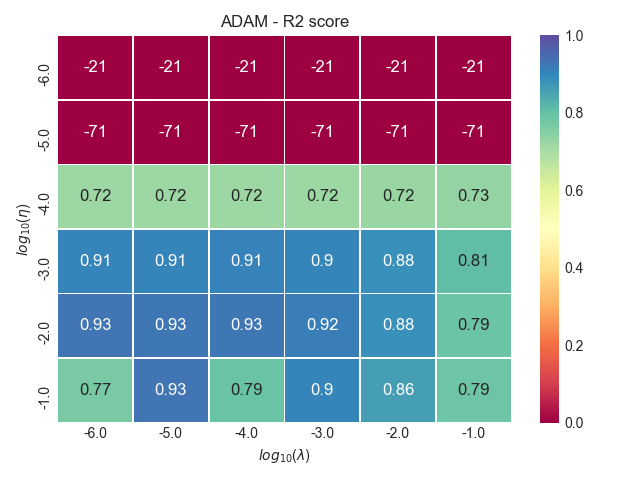 ADAM - R2 score
-6.0 -21 -21 -21 -21 -21 -21
-5.0 -71 -71 -71 -71 -71 -71
-4.0 0.72 0.72 0.72 0.72 0.72 0.73
-3.0 0.91 0.91 0.91 0.9 0.88 0.81
-2.0 0.93 0.93 0.93 0.92 0.88 0.79
-1.0 0.77 0.93 0.79 0.9 0.86 0.79
-6.0 -5.0 -4.0 -3.0 -2.0 -1.0
log₁₀(λ)
log₁₀(η)
1.0
0.8
0.6
0.4
0.2
0.0